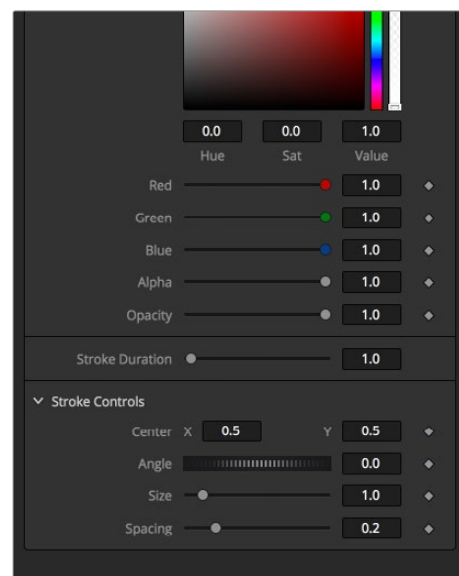 0.0 0.0 1.0
Hue Sat Value
Red 1.0
Green 1.0
Blue 1.0
Alpha 1.0
Opacity 1.0
Stroke Duration 1.0
Stroke Controls
Center X 0.5 Y 0.5
Angle 0.0
Size 1.0
Spacing 0.2